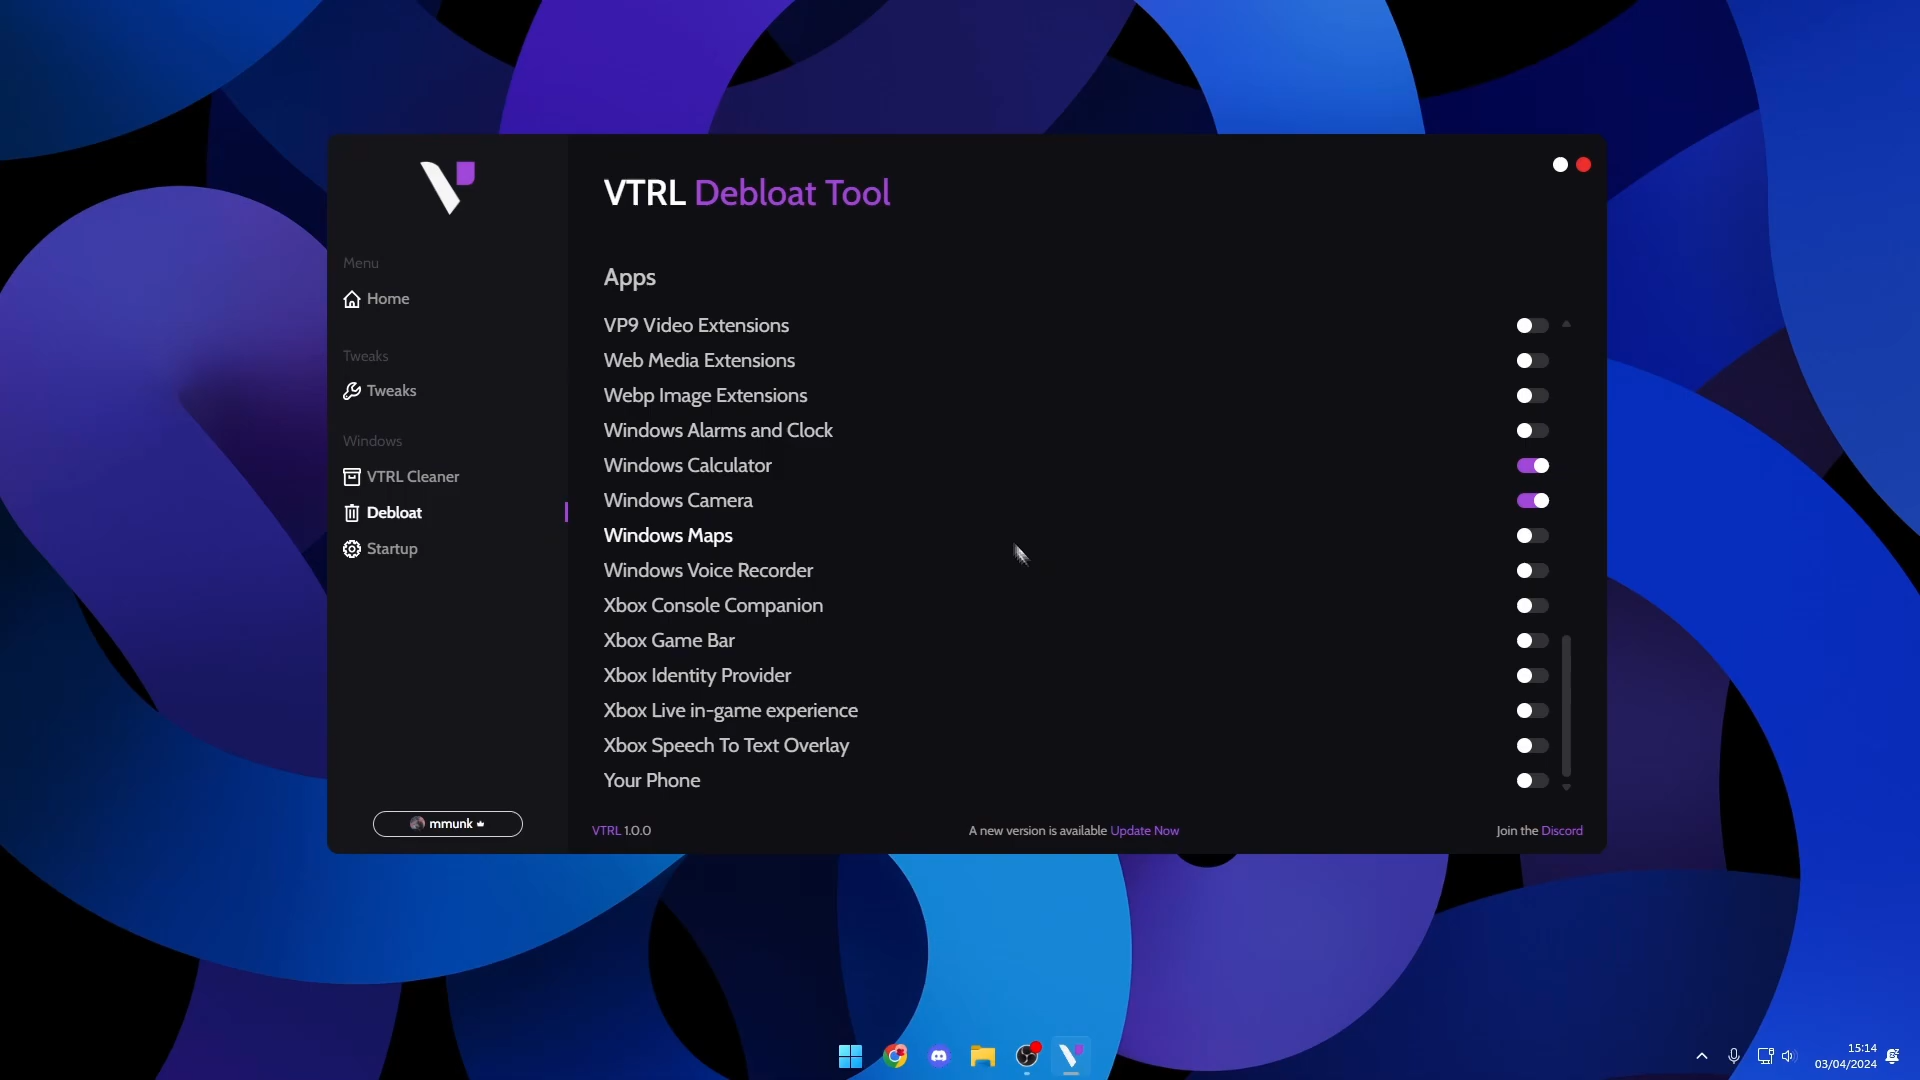 VTRL Debloat Tool
Menu
Home
Tweaks
Tweaks
Windows
VTRL Cleaner
Debloat
Startup
mmunk
Apps
VP9 Video Extensions
Web Media Extensions
Webp Image Extensions
Windows Alarms and Clock
Windows Calculator
Windows Camera
Windows Maps
Windows Voice Recorder
Xbox Console Companion
Xbox Game Bar
Xbox Identity Provider
Xbox Live in-game experience
Xbox Speech To Text Overlay
Your Phone
VTRL 1.0.0
A new version is available Update Now
Join the Discord
15:14
03/04/2024